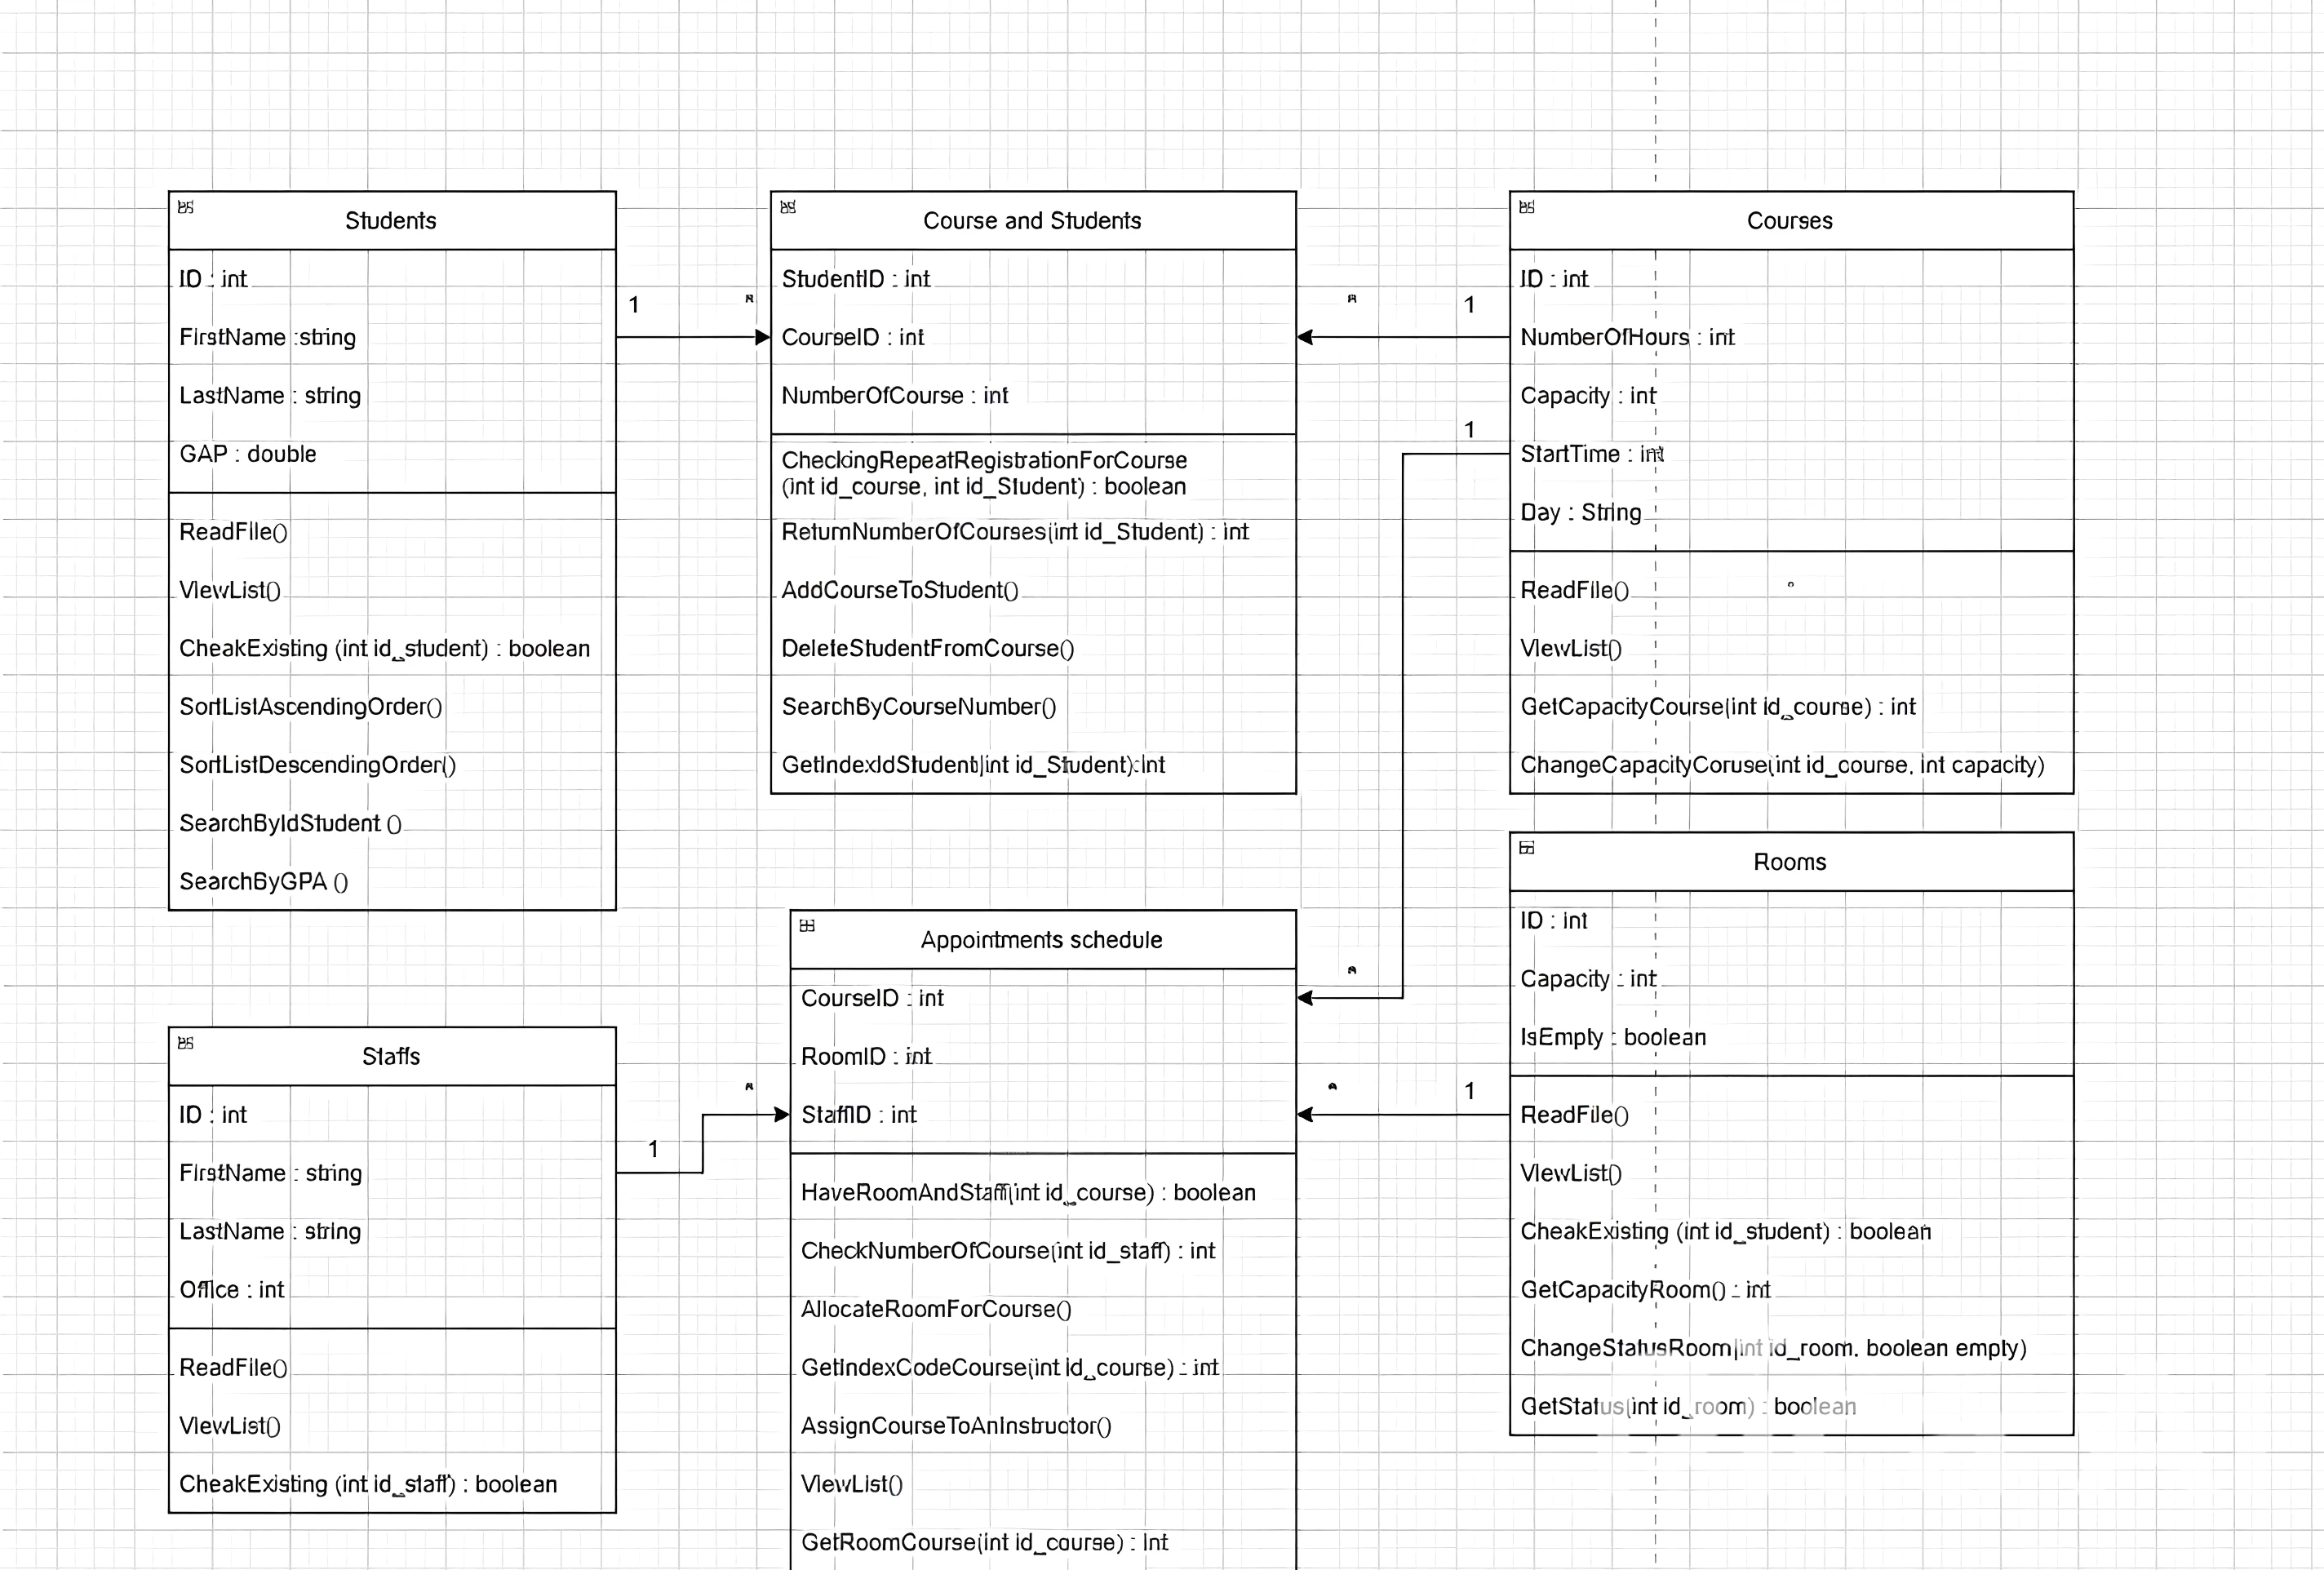 Students
ID : int
FirstName :string
LastName : string
GAP : double
ReadFile()
ViewList()
CheakExisting (int id_student) : boolean
SortListAscendingOrder()
SortListDescendingOrder()
SearchByIdStudent ()
SearchByGPA ()
1
Course and Students
StudentID : int
CourseID : int
NumberOfCourse : int
CheckingRepeatRegistrationForCourse
(int id_course, int id_Student) : boolean
ReturnNumberOfCourses(int id_Student) : int
AddCourseToStudent()
DeleteStudentFromCourse()
SearchByCourseNumber()
GetIndexIdStudent(int id_Student):int
1
1
Courses
ID : int
NumberOfHours : int
Capacity : int
StartTime : int
Day : String
ReadFile()
ViewList()
GetCapacityCourse(int id_course) : int
ChangeCapacityCoruse(int id_course, int capacity)
Staffs
ID : int
FirstName : string
LastName : string
Office : int
ReadFile()
ViewList()
CheakExisting (int id_staff) : boolean
1
Appointments schedule
CourseID : int
RoomID : int
StaffID : int
HaveRoomAndStaff(int id_course) : boolean
CheckNumberOfCourse(int id_staff) : int
AllocateRoomForCourse()
GetIndexCodeCourse(int id_course) : int
AssignCourseToAnInstructor()
ViewList()
GetRoomCourse(int id_course) : int
1
Rooms
ID : int
Capacity : int
IsEmpty : boolean
ReadFile()
ViewList()
CheakExisting (int id_student) : boolean
GetCapacityRoom() : int
ChangeStatusRoom(int id_room, boolean empty)
GetStatus(int id_room) : boolean